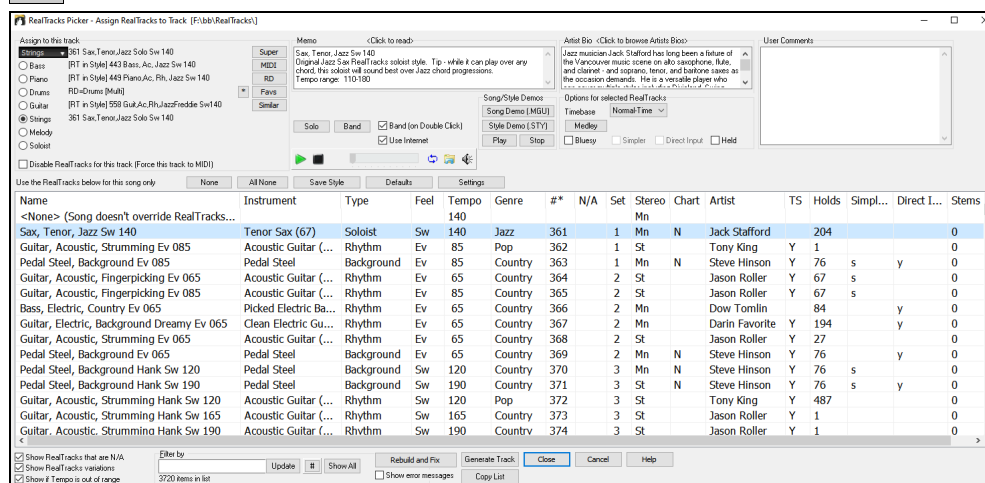 RealTracks Picker - Assign RealTracks to Track [F:\bb\RealTracks\]
Assign to this track
Strings 361 Sax,Tenor,Jazz Solo Sw 140 Super
Bass [RT in Style] 443 Bass, Ac, Jazz Sw 140 MIDI
Piano [RT in Style] 449 Piano,Ac, Rh, Jazz Sw 140 RD
Drums RD=Drums [Multi] * Favs
Guitar [RT in Style] 558 Guit,Ac,Rh,JazzFreddie Sw140 Similar
Strings 361 Sax,Tenor,Jazz Solo Sw 140
Melody
Soloist
Disable RealTracks for this track (Force this track to MIDI)
Memo <Click to read>
Sax, Tenor, Jazz Sw 140
Original Jazz Sax RealTracks soloist style. Tip - while it can play over any
chord, this soloist will sound best over Jazz chord progressions.
Tempo range: 110-180
Artist Bio <Click to browse Artists Bios>
Jazz musician Jack Stafford has long been a fixture of
the Vancouver music scene on alto saxophone, flute,
and clarinet - and soprano, tenor, and baritone saxes as
the occasion demands. He is a versatile player who
User Comments
Solo Band Band (on Double Click)
Use Internet
Song/Style Demos
Song Demo (.MGU)
Style Demo (.STY)
Play Stop
Options for selected RealTracks
Timebase Normal-Time
Medley
Bluesy Simpler Direct Input Held
Use the RealTracks below for this song only None All None Save Style Defaults Settings
Name Instrument Type Feel Tempo Genre #* N/A Set Stereo Chart Artist TS Holds Simpl... Direct I... Stems
<None> (Song doesn't override RealTracks... 140 Mn
Sax, Tenor, Jazz Sw 140 Tenor Sax (67) Soloist Sw 140 Jazz 361 1 Mn N Jack Stafford 204 0
Guitar, Acoustic, Strumming Ev 085 Acoustic Guitar (... Rhythm Ev 85 Pop 362 1 St Tony King Y 1 0
Pedal Steel, Background Ev 085 Pedal Steel Background Ev 85 Country 363 1 Mn N Steve Hinson Y 76 s y 0
Guitar, Acoustic, Fingerpicking Ev 065 Acoustic Guitar (... Rhythm Ev 65 Country 364 2 St Jason Roller Y 67 s 0
Guitar, Acoustic, Fingerpicking Ev 085 Acoustic Guitar (... Rhythm Ev 85 Country 365 2 St Jason Roller Y 67 s 0
Bass, Electric, Country Ev 065 Picked Electric Ba... Rhythm Ev 65 Country 366 2 Mn Dow Tomlin 84 y 0
Guitar, Electric, Background Dreamy Ev 065 Clean Electric Gu... Rhythm Ev 65 Country 367 2 Mn Darin Favorite Y 194 y 0
Guitar, Acoustic, Strumming Ev 065 Acoustic Guitar (... Rhythm Ev 65 Country 368 2 St Jason Roller Y 27 0
Pedal Steel, Background Ev 065 Pedal Steel Background Ev 65 Country 369 2 Mn N Steve Hinson Y 76 y 0
Pedal Steel, Background Hank Sw 120 Pedal Steel Background Sw 120 Country 370 3 Mn N Steve Hinson Y 76 s 0
Pedal Steel, Background Hank Sw 190 Pedal Steel Background Sw 190 Country 371 3 St N Steve Hinson Y 76 s y 0
Guitar, Acoustic, Strumming Hank Sw 120 Acoustic Guitar (... Rhythm Sw 120 Pop 372 3 St Tony King Y 487 0
Guitar, Acoustic, Strumming Hank Sw 165 Acoustic Guitar (... Rhythm Sw 165 Country 373 3 St Jason Roller Y 1 0
Guitar, Acoustic, Strumming Hank Sw 190 Acoustic Guitar (... Rhythm Sw 190 Country 374 3 St Jason Roller Y 1 0
Show RealTracks that are N/A
Show RealTracks variations
Show if Tempo is out of range
Filter by
Update # Show All
3720 items in list
Rebuild and Fix Generate Track Close Cancel Help
Show error messages Copy List